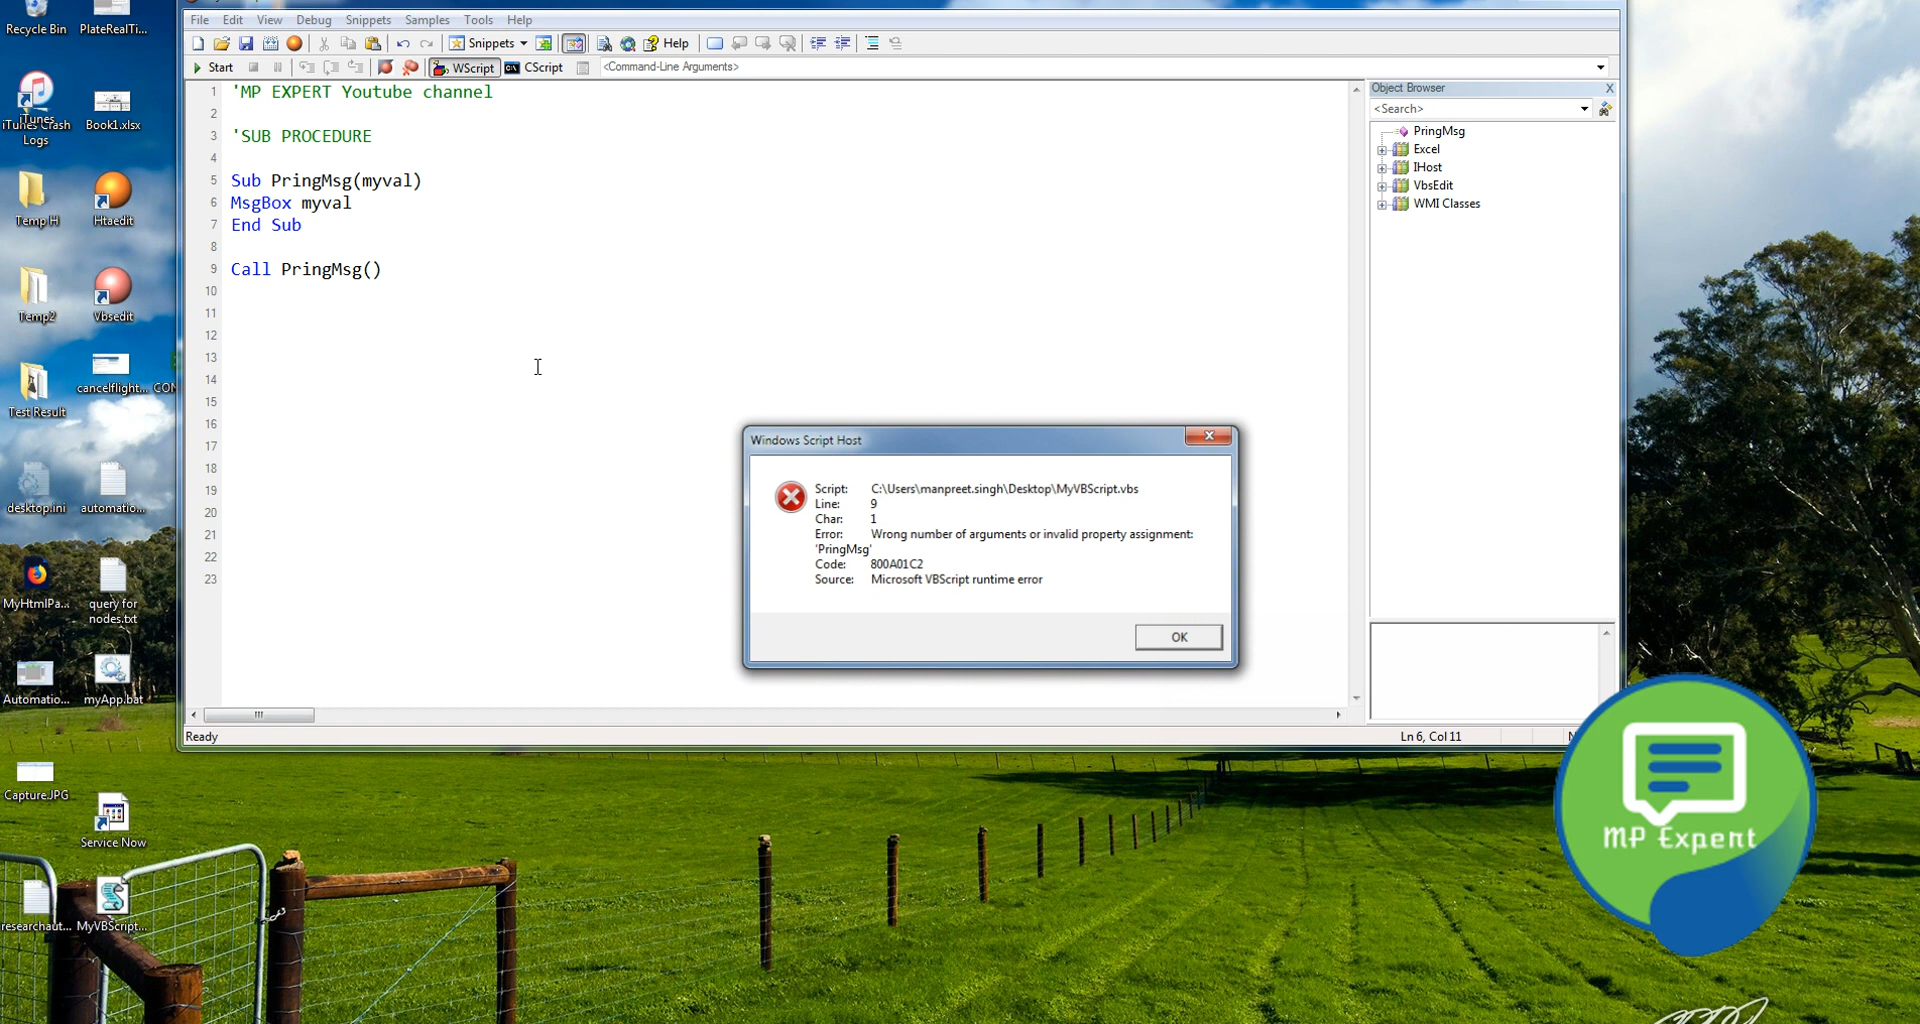 File Edit View Debug Snippets Samples Tools Help
Snippets Help
Start WScript CScript <Command-Line Arguments>
1 'MP EXPERT Youtube channel
2
3 'SUB PROCEDURE
4
5 Sub PringMsg(myval)
6 MsgBox myval
7 End Sub
8
9 Call PringMsg()
10
11
12
13
14
15
16
17
18
19
20
21
22
23
Object Browser X
<Search>
PringMsg
Excel
IHost
VbsEdit
WMI Classes
Windows Script Host
Script: C:\Users\manpreet.singh\Desktop\MyVBScript.vbs
Line: 9
Char: 1
Error: Wrong number of arguments or invalid property assignment:
'PringMsg'
Code: 800A01C2
Source: Microsoft VBScript runtime error
OK
Ready
Ln 6, Col 11
Recycle Bin PlateRealTi...
iTunes
iTunes Crash Logs
Book1.xlsx
Temp H Htaedit
Temp2 Vbsedit
cancelflight... CON
Test Result
desktop.ini automatio...
MyHtmlPa... query for
nodes.txt
Automatio... myApp.bat
Capture.JPG
Service Now
researchaut... MyVBScript...
MP Expert